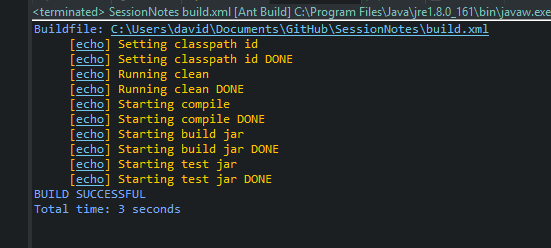 <terminated> SessionNotes build.xml [Ant Build] C:\Program Files\Java\jre1.8.0_161\bin\javaw.exe
Buildfile: C:\Users\david\Documents\GitHub\SessionNotes\build.xml
[echo] Setting classpath id
[echo] Setting classpath id DONE
[echo] Running clean
[echo] Running clean DONE
[echo] Starting compile
[echo] Starting compile DONE
[echo] Starting build jar
[echo] Starting build jar DONE
[echo] Starting test jar
[echo] Starting test jar DONE
BUILD SUCCESSFUL
Total time: 3 seconds